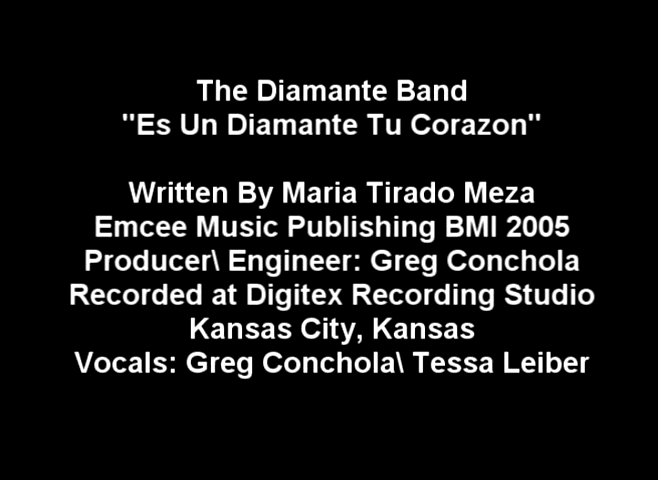 The Diamante Band
"Es Un Diamante Tu Corazon"
Written By Maria Tirado Meza
Emcee Music Publishing BMI 2005
Producer\ Engineer: Greg Conchola
Recorded at Digitex Recording Studio
Kansas City, Kansas
Vocals: Greg Conchola\ Tessa Leiber